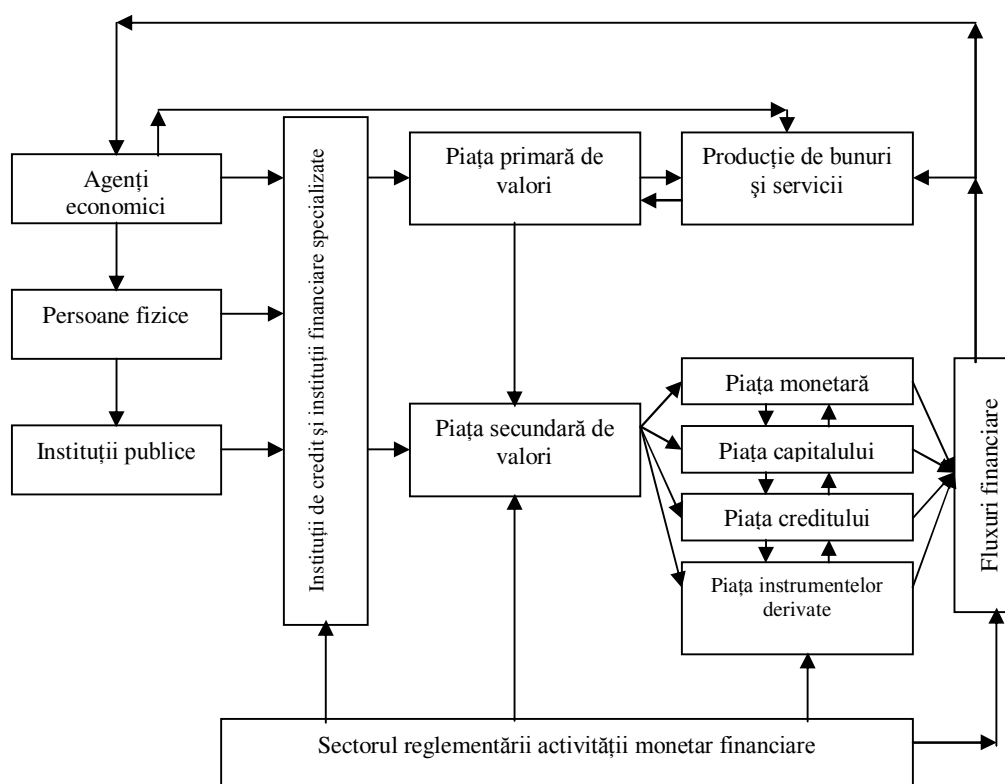 Agenți
economici
Persoane fizice
Instituții publice
Instituții de credit și instituții financiare specializate
Piața primară de
valori
Producție de bunuri
şi servicii
Piața secundară de
valori
Piața monetară
Piața capitalului
Piața creditului
Piața instrumentelor
derivate
Fluxuri financiare
Sectorul reglementării activității monetar financiare